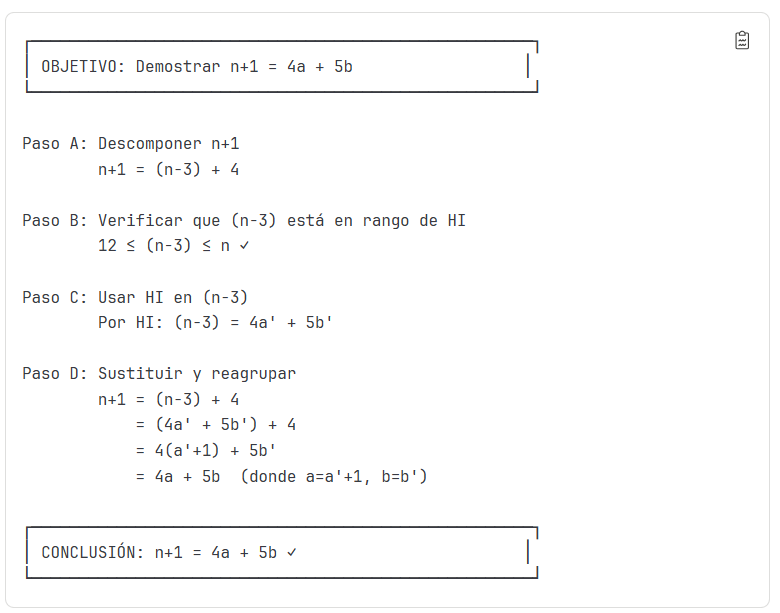 OBJETIVO: Demostrar n+1 = 4a + 5b
Paso A: Descomponer n+1
n+1 = (n-3) + 4
Paso B: Verificar que (n-3) está en rango de HI
12 ≤ (n-3) ≤ n ✓
Paso C: Usar HI en (n-3)
Por HI: (n-3) = 4a' + 5b'
Paso D: Sustituir y reagrupar
n+1 = (n-3) + 4
= (4a' + 5b') + 4
= 4(a'+1) + 5b'
= 4a + 5b  (donde a=a'+1, b=b')
CONCLUSIÓN: n+1 = 4a + 5b ✓